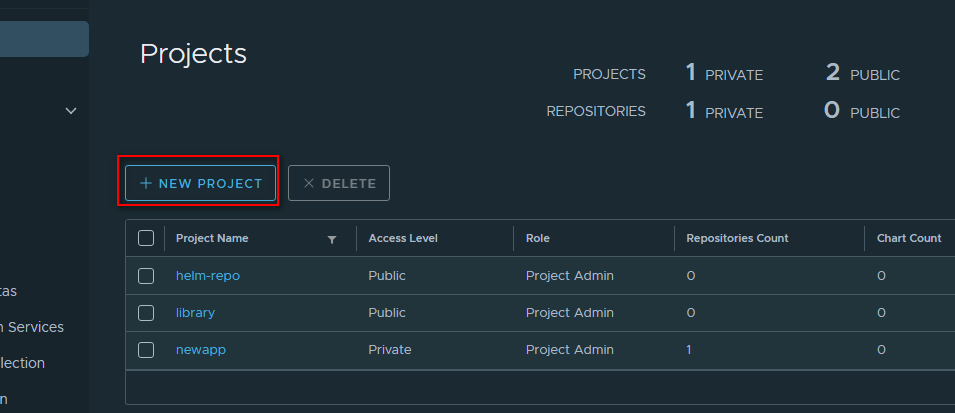 Projects
PROJECTS 1 PRIVATE 2 PUBLIC
REPOSITORIES 1 PRIVATE 0 PUBLIC
+ NEW PROJECT × DELETE
Project Name Access Level Role Repositories Count Chart Count
helm-repo Public Project Admin 0 0
library Public Project Admin 0 0
newapp Private Project Admin 1 0
tas
n Services
lection
n